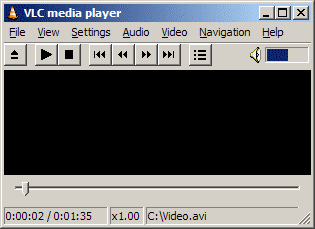 VLC media player
File View Settings Audio Video Navigation Help
0:00:02 / 0:01:35 x1.00 C:\Video.avi